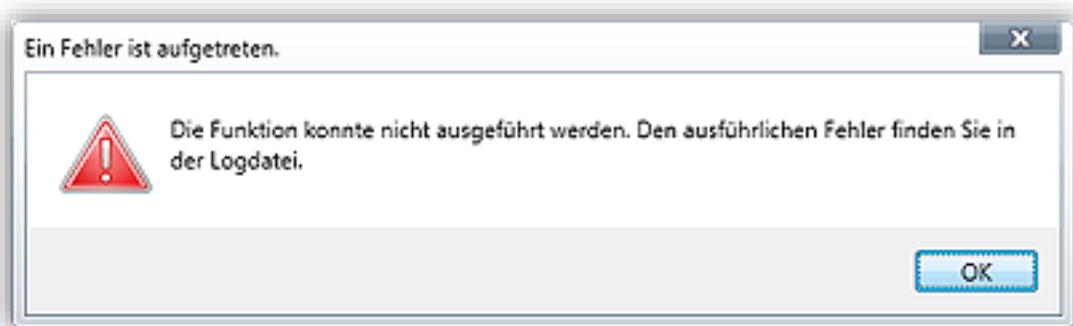 Ein Fehler ist aufgetreten.
Die Funktion konnte nicht ausgeführt werden. Den ausführlichen Fehler finden Sie in
der Logdatei.
OK